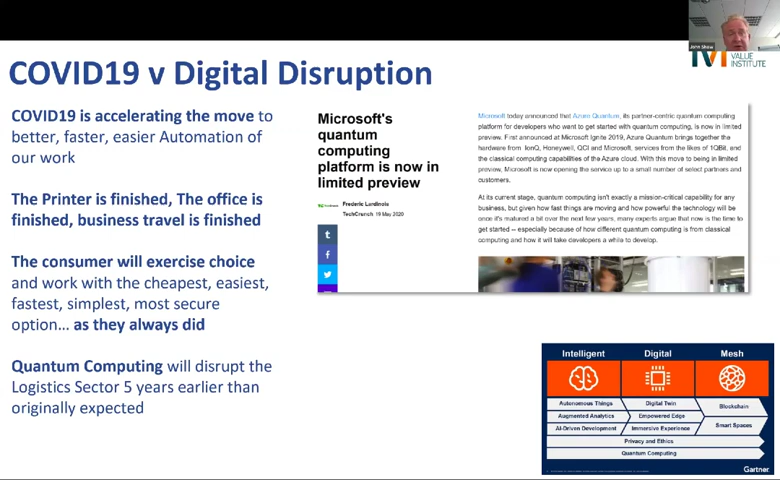 John Shaw
VALUE
INSTITUTE
COVID19 v Digital Disruption
COVID19 is accelerating the move to
better, faster, easier Automation of
our work
The Printer is finished, The office is
finished, business travel is finished
The consumer will exercise choice
and work with the cheapest, easiest,
fastest, simplest, most secure
option… as they always did
Quantum Computing will disrupt the
Logistics Sector 5 years earlier than
originally expected
Microsoft's
quantum
computing
platform is now in
limited preview
Frederic Lardinois
TechCrunch 19 May 2020
Microsoft today announced that Azure Quantum, its partner-centric quantum computing
platform for developers who want to get started with quantum computing, is now in limited
preview. First announced at Microsoft Ignite 2019, Azure Quantum brings together the
hardware from IonQ, Honeywell, QCI and Microsoft, services from the likes of 1QBit, and
the classical computing capabilities of the Azure cloud. With this move to being in limited
preview, Microsoft is now opening the service up to a small number of select partners and
customers.
At its current stage, quantum computing isn't exactly a mission-critical capability for any
business, but given how fast things are moving and how powerful the technology will be
once it's matured a bit over the next few years, many experts argue that now is the time to
get started – especially because of how different quantum computing is from classical
computing and how it will take developers a while to develop.
Intelligent Digital Mesh
Autonomous Things Digital Twin Blockchain
Augmented Analytics Empowered Edge
AI-Driven Development Immersive Experience Smart Spaces
Privacy and Ethics
Quantum Computing
Gartner